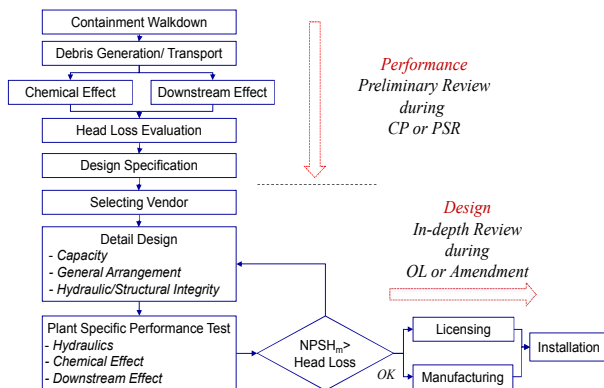 Containment Walkdown
Debris Generation/ Transport
Chemical Effect
Downstream Effect
Head Loss Evaluation
Design Specification
Selecting Vendor
Detail Design
- Capacity
- General Arrangement
- Hydraulic/Structural Integrity
Plant Specific Performance Test
- Hydraulics
- Chemical Effect
- Downstream Effect
NPSHm>
Head Loss
OK
Licensing
Manufacturing
Installation
Performance
Preliminary Review
during
CP or PSR
Design
In-depth Review
during
OL or Amendment